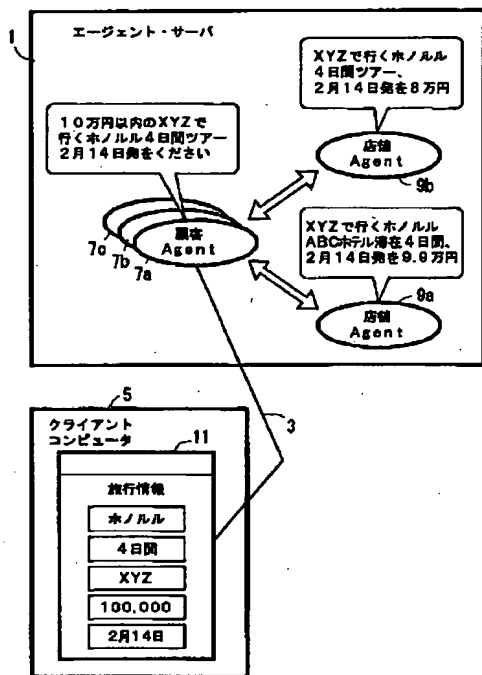 1
エージェント・サーバ
XYZで行くホノルル
4日間ツアー、
2月14日発を8万円
10万円以内のXYZで
行くホノルル4日間ツアー
2月14日発をください
店舗
Agent
9b
顧客
Agent
7c
7b
7a
XYZで行くホノルル
ABCホテル滞在4日間、
2月14日発を9.9万円
9a
店舗
Agent
3
5
クライアント
コンピュータ
11
旅行情報
ホノルル
4日間
XYZ
100,000
2月14日